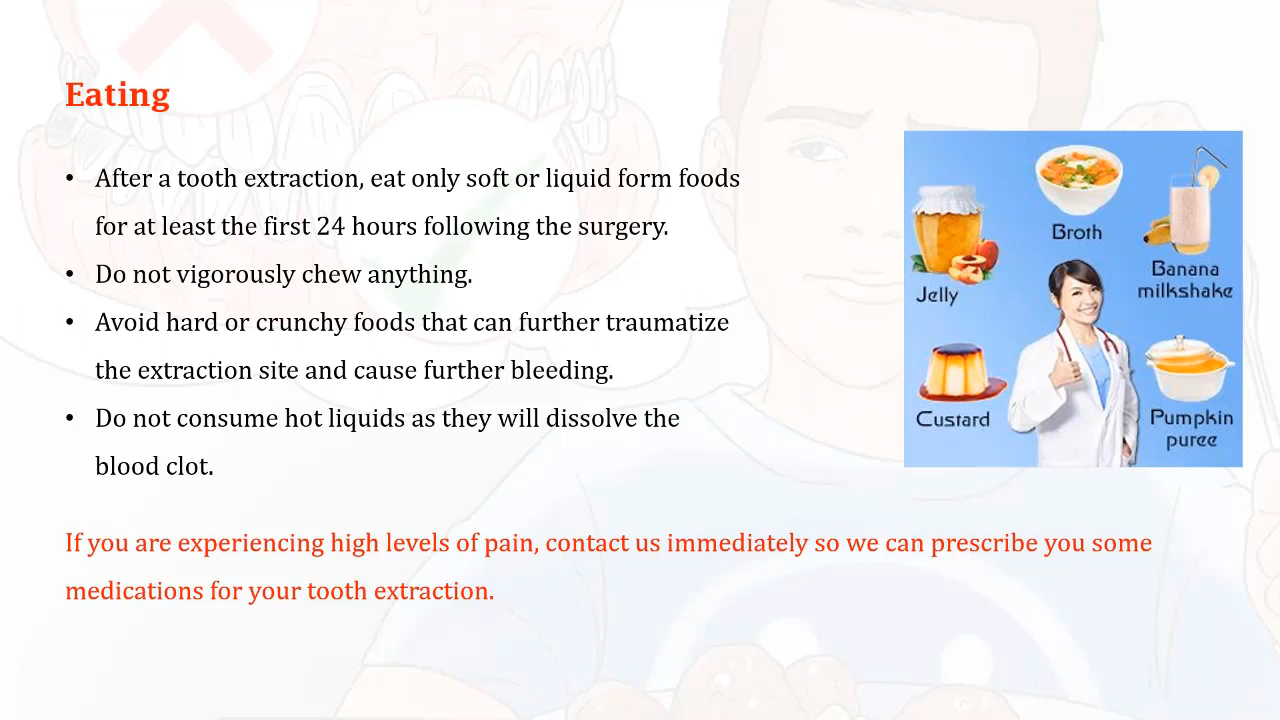 Eating
• After a tooth extraction, eat only soft or liquid form foods
for at least the first 24 hours following the surgery.
• Do not vigorously chew anything.
• Avoid hard or crunchy foods that can further traumatize
the extraction site and cause further bleeding.
• Do not consume hot liquids as they will dissolve the
blood clot.
Broth
Jelly
Banana
milkshake
Custard
Pumpkin
puree
If you are experiencing high levels of pain, contact us immediately so we can prescribe you some
medications for your tooth extraction.